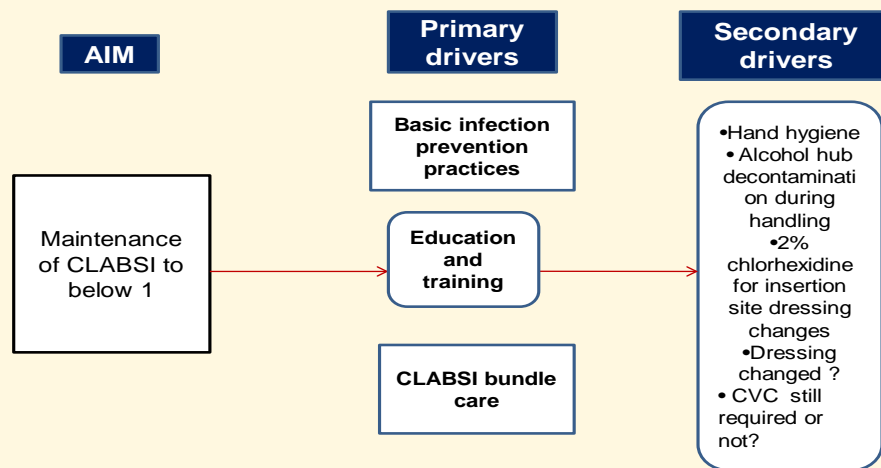 AIM
Primary
drivers
Secondary
drivers
Maintenance
of CLABSI to
below 1
Basic infection
prevention
practices
Education
and
training
CLABSI bundle
care
•Hand hygiene
• Alcohol hub
decontaminati
on during
handling
•2%
chlorhexidine
for insertion
site dressing
changes
•Dressing
changed ?
• CVC still
required or
not?